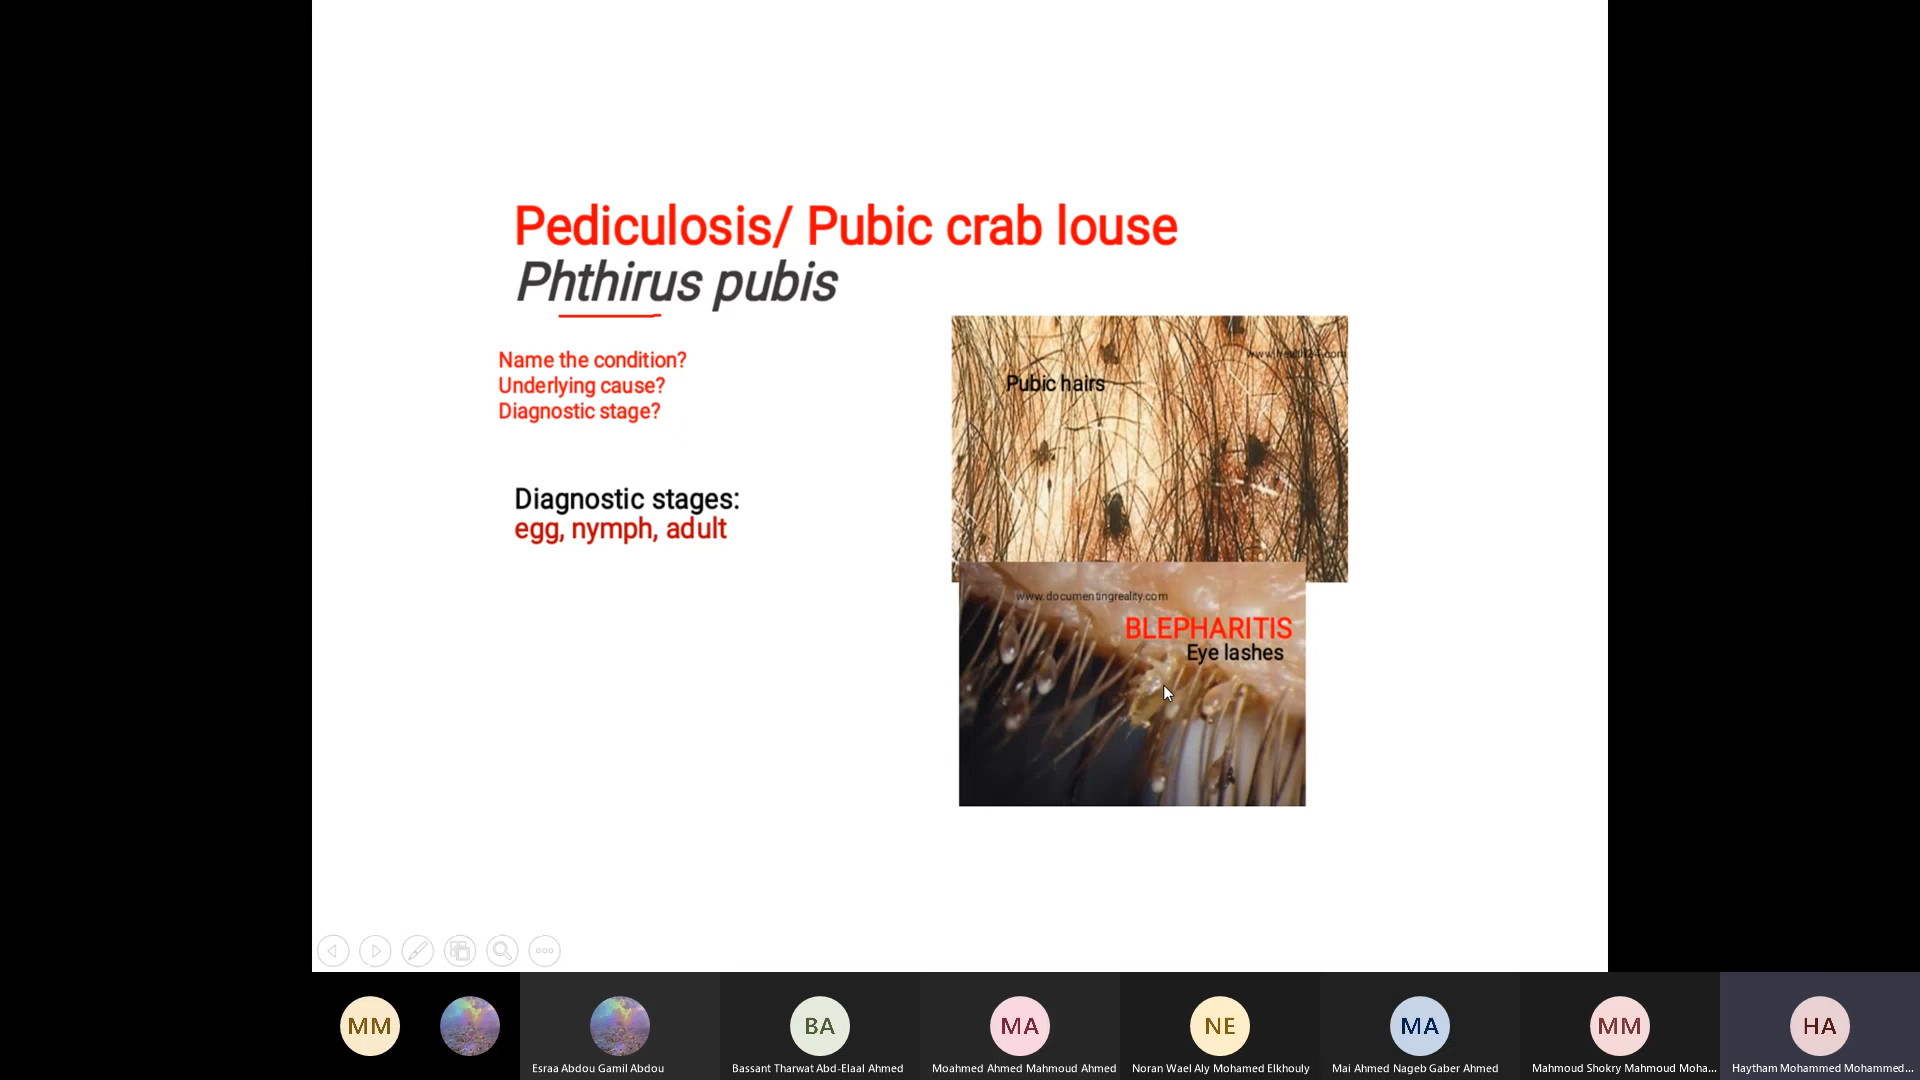 Pediculosis/ Pubic crab louse
Phthirus pubis
Name the condition?
Underlying cause?
Diagnostic stage?
Diagnostic stages:
egg, nymph, adult
www.health24.com
Pubic hairs
www.documentingreality.com
BLEPHARITIS
Eye lashes
MM
BA
MA
NE
MA
MM
HA
Esraa Abdou Gamil Abdou
Bassant Tharwat Abd-Elaal Ahmed
Moahmed Ahmed Mahmoud Ahmed
Noran Wael Aly Mohamed Elkhouly
Mai Ahmed Nageb Gaber Ahmed
Mahmoud Shokry Mahmoud Moha...
Haytham Mohammed Mohammed...